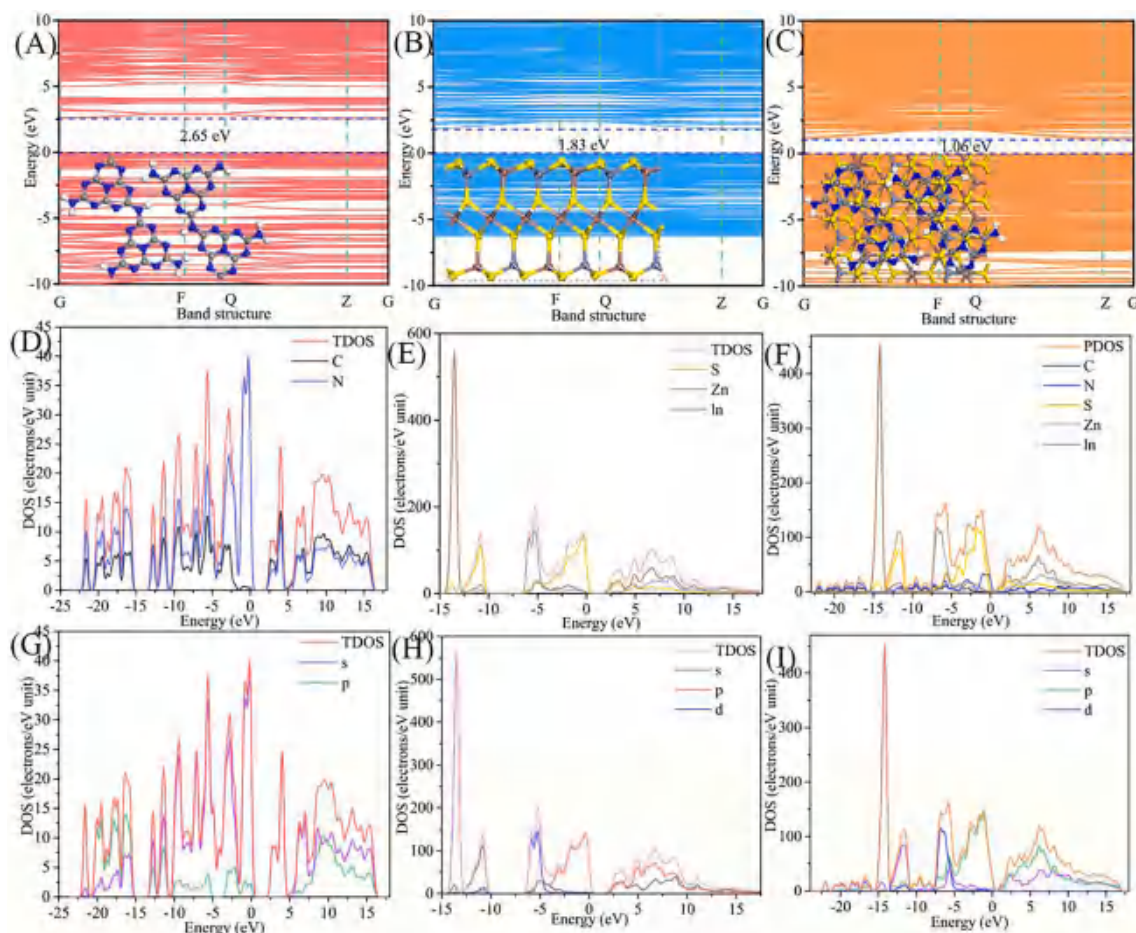 (A)
10
5
0
-5
-10
Energy (eV)
2.65 eV
G
F
Q
Z
G
Band structure
(B)
10
5
0
-5
-10
Energy (eV)
1.83 eV
G
F
Q
Z
G
Band structure
(C)
10
5
0
-5
-10
Energy (eV)
1.06 eV
G
F
Q
Z
G
Band structure
(D)
45
40
35
30
25
20
15
10
5
0
DOS (electrons/eV unit)
TDOS
C
N
-25 -20 -15 -10 -5 0 5 10 15
Energy (eV)
(E)
600
400
200
0
DOS (electrons/eV unit)
TDOS
S
Zn
In
-15 -10 -5 0 5 10 15
Energy (eV)
(F)
400
300
200
100
0
DOS (electrons/eV unit)
PDOS
C
N
S
Zn
In
-20 -15 -10 -5 0 5 10 15
Energy (eV)
(G)
45
40
35
30
25
20
15
10
5
0
DOS (electrons/eV unit)
TDOS
s
p
-25 -20 -15 -10 -5 0 5 10 15
Energy (eV)
(H)
600
500
400
300
200
100
0
DOS (electrons/eV unit)
TDOS
s
p
d
-15 -10 -5 0 5 10 15
Energy (eV)
(I)
400
300
200
100
0
DOS (electrons/eV unit)
TDOS
s
p
d
-20 -15 -10 -5 0 5 10 15
Energy (eV)